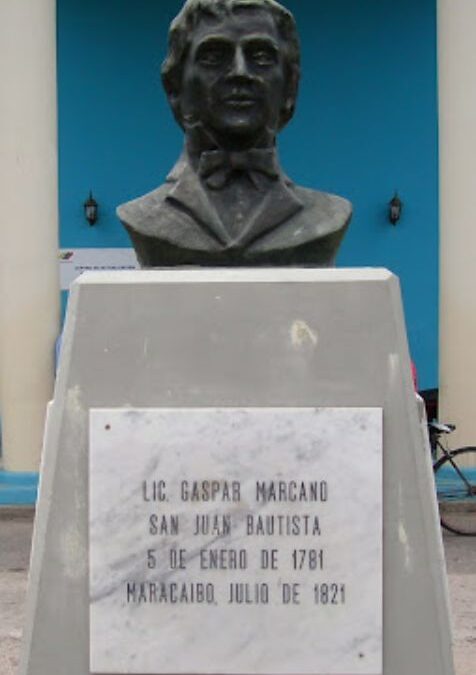 LIC. GASPAR MARCANO
SAN JUAN BAUTISTA
5 DE ENERO DE 1781
MARACAIBO, JULIO DE 1821